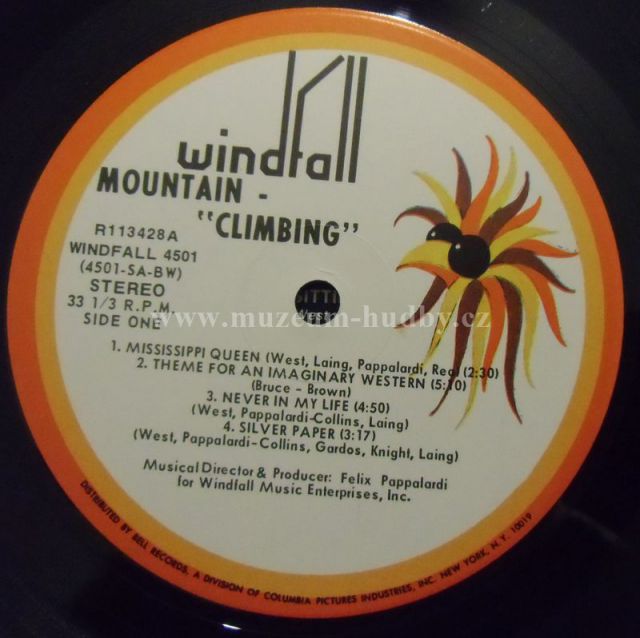 windfall
MOUNTAIN -
"CLIMBING"
R113428A
WINDFALL 4501
(4501-SA-BW)
STEREO
33 1/3 R.P.M.
SIDE ONE
SITTI
West
www.muzeum-hudby.cz
1. MISSISSIPPI QUEEN (West, Laing, Pappalardi, Rea) (2:30)
2. THEME FOR AN IMAGINARY WESTERN (5:10)
(Bruce - Brown)
3. NEVER IN MY LIFE (4:50)
(West, Pappalardi-Collins, Laing)
4. SILVER PAPER (3:17)
(West, Pappalardi-Collins, Gardos, Knight, Laing)
Musical Director & Producer: Felix Pappalardi
for Windfall Music Enterprises, Inc.
DISTRIBUTED BY BELL RECORDS, A DIVISION OF COLUMBIA PICTURES INDUSTRIES, INC. NEW YORK, N.Y. 10019